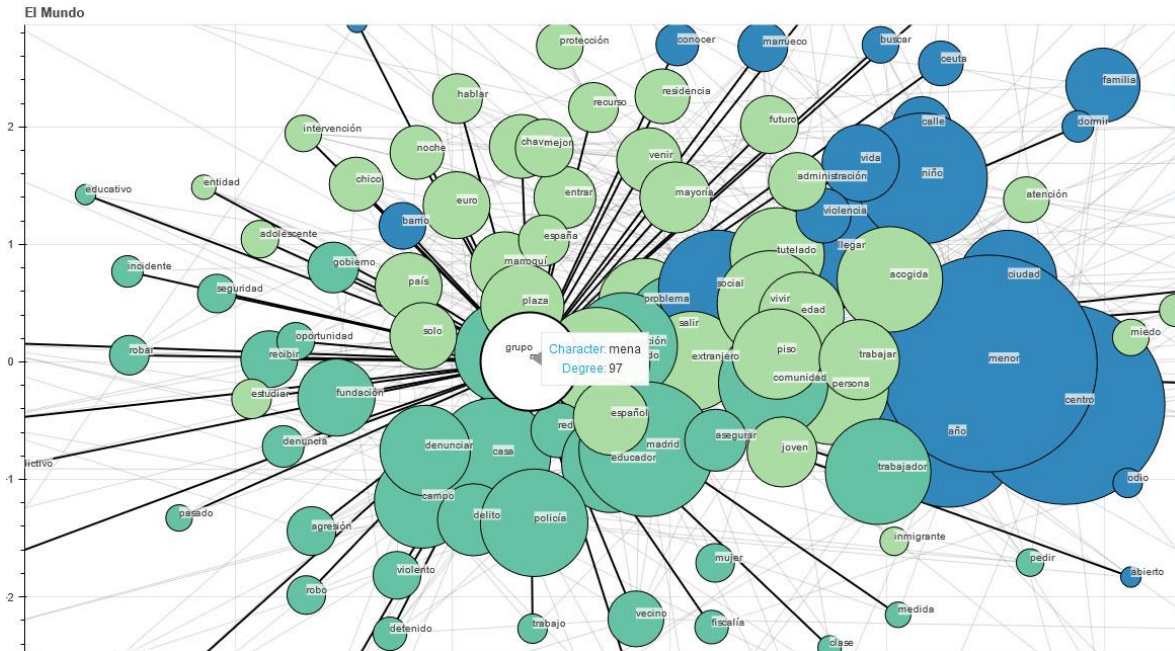 El Mundo
protección
conocer
marrueco
buscar
ceuta
familia
hablar
recurso
residencia
futuro
calle
dormir
2
intervención
noche
mejor
venir
vida
niño
chico
mayoría
administración
educativo
entidad
euro
entrar
atención
barrio
españa
violencia
1
adolescente
gobierno
marroquí
tutelado
llegar
incidente
país
social
acogida
ciudad
seguridad
plaza
problema
vivir
edad
solo
salir
miedo
oportunidad
grupo
Character: mena
Degree: 97
piso
robar
recibir
extranjero
trabajar
menor
0
comunidad
persona
estudiar
fundación
centro
español
red
asegurar
año
denuncia
denunciar
casa
madrid
joven
educador
trabajador
-1
odio
campo
pasado
delito
policía
agresión
inmigrante
mujer
pedir
violento
abierto
robo
-2
medida
detenido
trabajo
vecino
fiscalía
clase